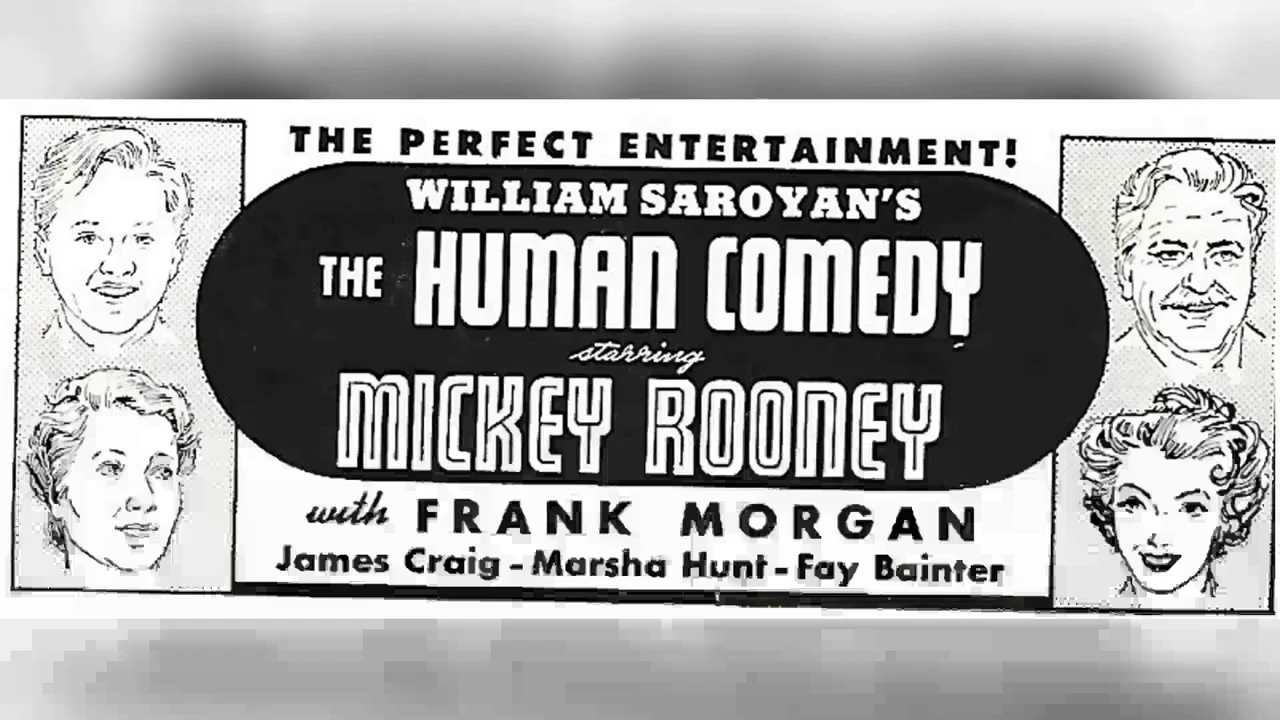 THE PERFECT ENTERTAINMENT!
WILLIAM SAROYAN'S
THE HUMAN COMEDY
starring
MICKEY ROONEY
with FRANK MORGAN
James Craig - Marsha Hunt - Fay Bainter